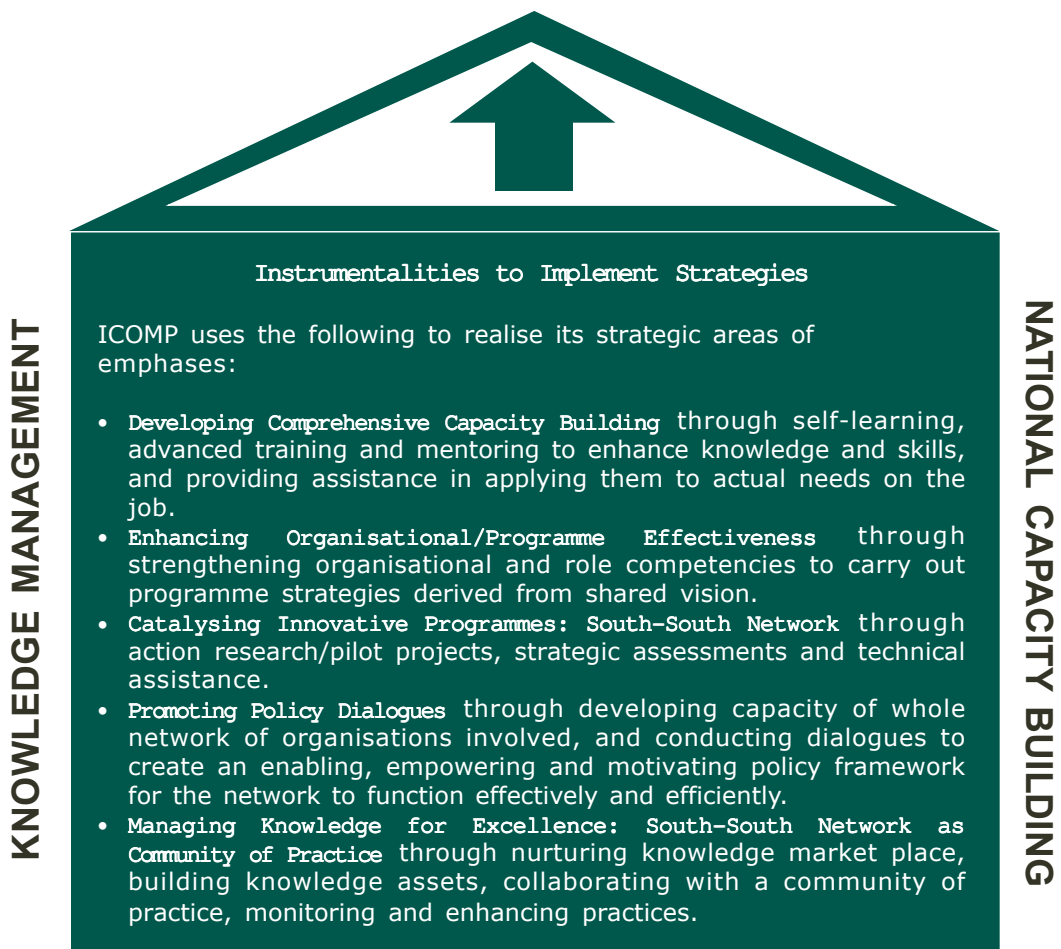 Instrumentalities to Implement Strategies
ICOMP uses the following to realise its strategic areas of
emphases:
• Developing Comprehensive Capacity Building through self-learning,
advanced training and mentoring to enhance knowledge and skills,
and providing assistance in applying them to actual needs on the
job.
• Enhancing Organisational/Programme Effectiveness through
strengthening organisational and role competencies to carry out
programme strategies derived from shared vision.
• Catalysing Innovative Programmes: South-South Network through
action research/pilot projects, strategic assessments and technical
assistance.
• Promoting Policy Dialogues through developing capacity of whole
network of organisations involved, and conducting dialogues to
create an enabling, empowering and motivating policy framework
for the network to function effectively and efficiently.
• Managing Knowledge for Excellence: South-South Network as
Community of Practice through nurturing knowledge market place,
building knowledge assets, collaborating with a community of
practice, monitoring and enhancing practices.
KNOWLEDGE MANAGEMENT
NATIONAL CAPACITY BUILDING